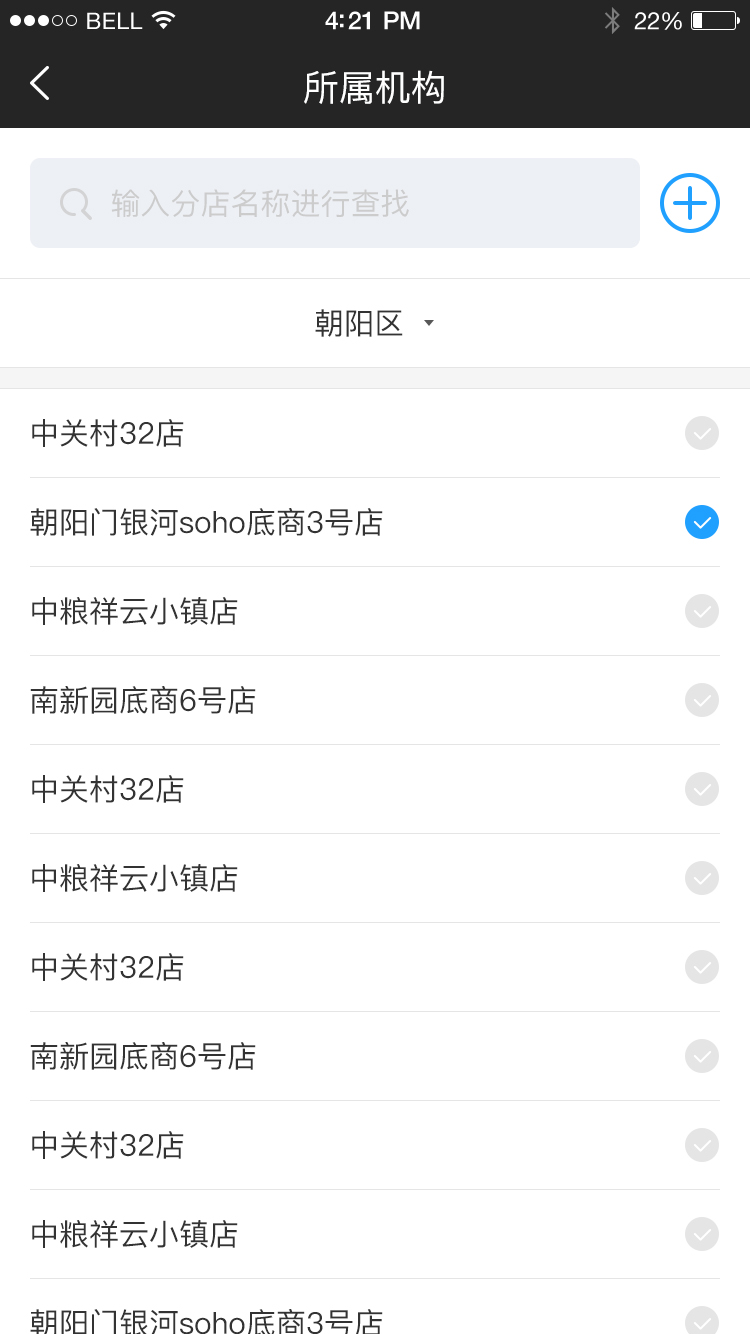 BELL 4:21 PM 22%
所属机构
输入分店名称进行查找
朝阳区
中关村32店
朝阳门银河soho底商3号店
中粮祥云小镇店
南新园底商6号店
中关村32店
中粮祥云小镇店
中关村32店
南新园底商6号店
中关村32店
中粮祥云小镇店
朝阳门银河soho底商3号店